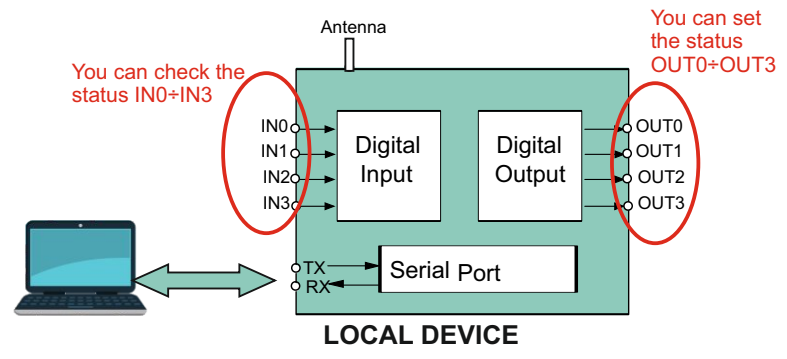 Antenna
You can set
the status
OUT0÷OUT3
You can check the
status IN0÷IN3
IN0
IN1
IN2
IN3
Digital
Input
Digital
Output
OUT0
OUT1
OUT2
OUT3
TX
RX
Serial Port
LOCAL DEVICE